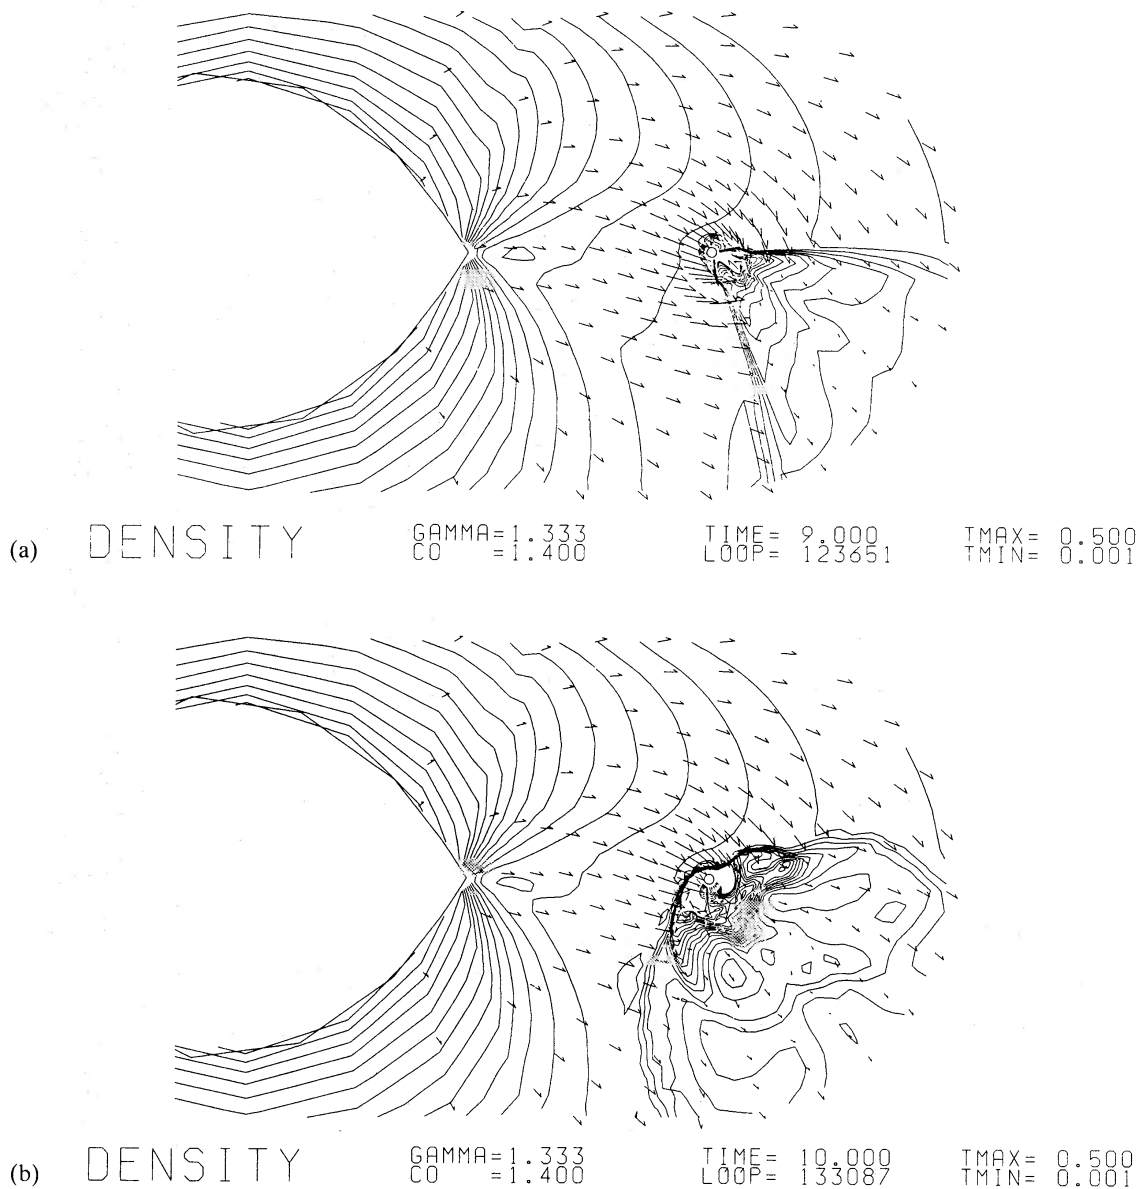 (a) DENSITY GAMMA=1.333 TIME= 9.000 TMAX= 0.500
CO =1.400 LOOP= 123651 TMIN= 0.001
(b) DENSITY GAMMA=1.333 TIME= 10.000 TMAX= 0.500
CO =1.400 LOOP= 133087 TMIN= 0.001